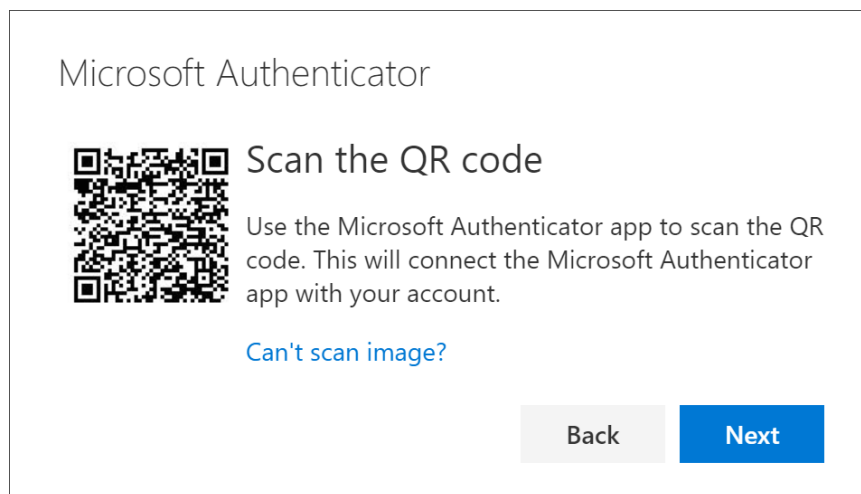 Microsoft Authenticator
Scan the QR code
Use the Microsoft Authenticator app to scan the QR
code. This will connect the Microsoft Authenticator
app with your account.
Can't scan image?
Back
Next